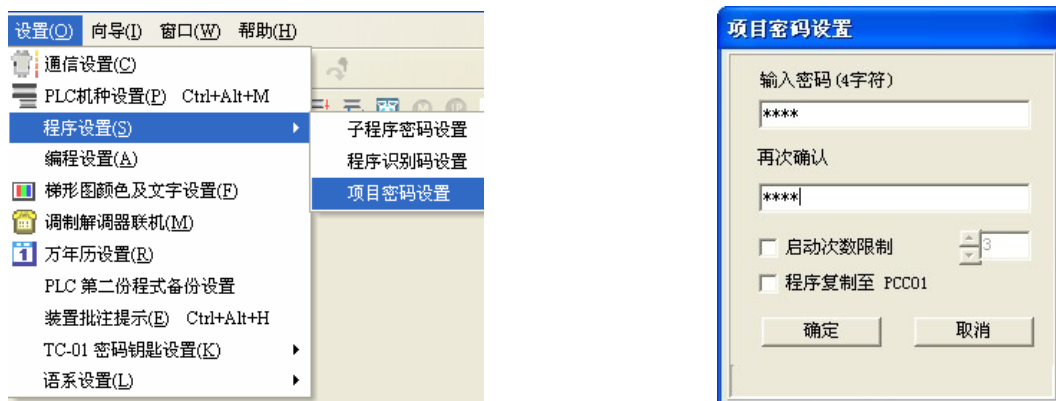 设置(O) 向导(I) 窗口(W) 帮助(H)
通信设置(C)
PLC机种设置(P) Ctrl+Alt+M
程序设置(S)
编程设置(A)
梯形图颜色及文字设置(F)
调制解调器联机(M)
万年历设置(R)
PLC 第二份程式备份设置
装置批注提示(E) Ctrl+Alt+H
TC-01 密码钥匙设置(K)
语系设置(L)
子程序密码设置
程序识别码设置
项目密码设置
项目密码设置
输入密码(4字符)
****
再次确认
****
启动次数限制 3
程序复制至 PCC01
确定 取消